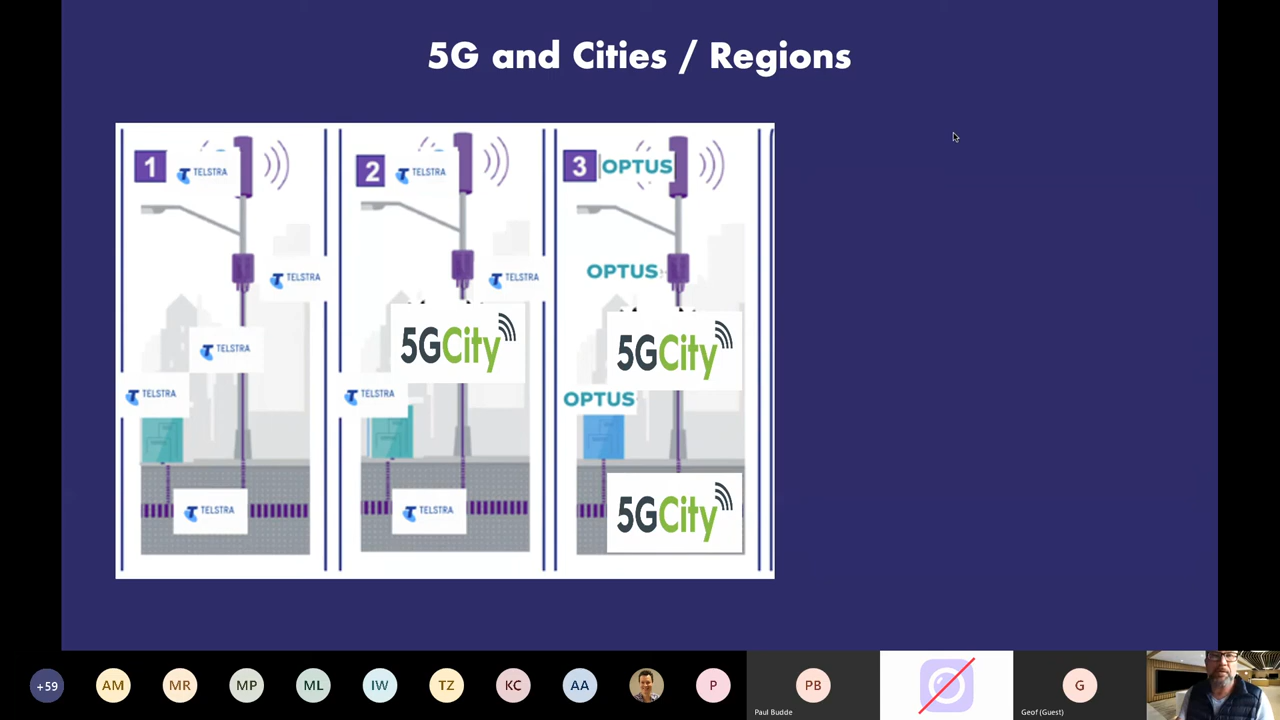 5G and Cities / Regions
1
TELSTRA
TELSTRA
TELSTRA
TELSTRA
TELSTRA
2
TELSTRA
TELSTRA
5GCity
TELSTRA
TELSTRA
3
OPTUS
OPTUS
5GCity
OPTUS
5GCity
+59
AM
MR
MP
ML
IW
TZ
KC
AA
P
PB
Paul Budde
G
Geof (Guest)